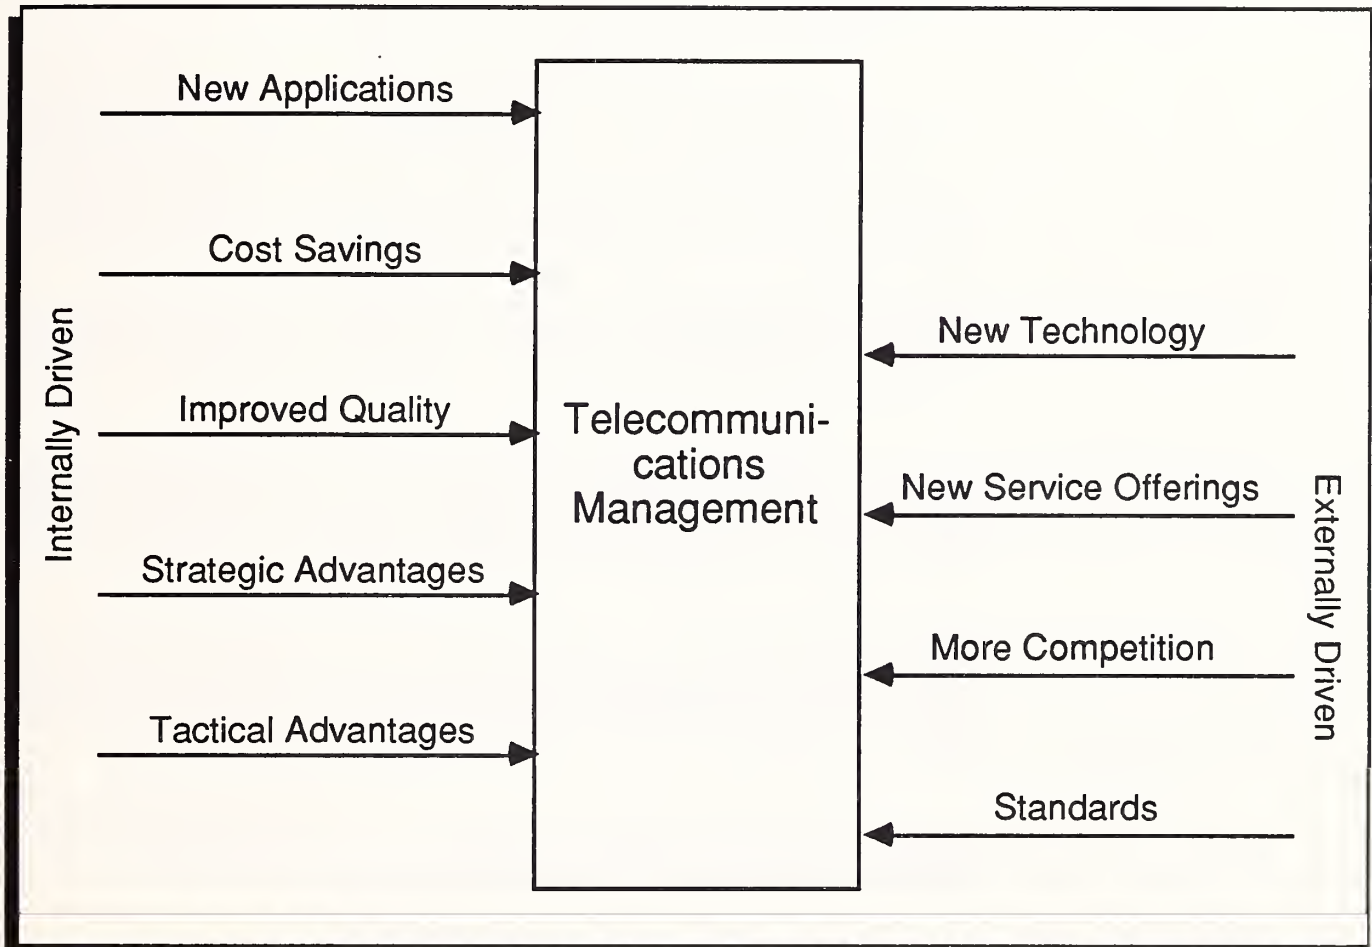 Internally Driven
New Applications
Cost Savings
Improved Quality
Strategic Advantages
Tactical Advantages
Telecommuni-
cations
Management
New Technology
New Service Offerings
More Competition
Standards
Externally Driven